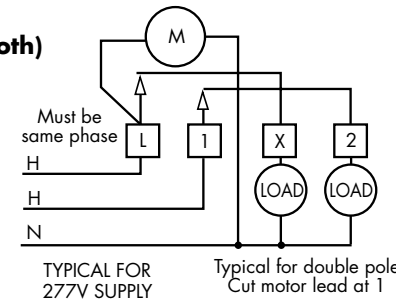 oth)
M
Must be
same phase
L
1
X
2
H
LOAD
LOAD
H
N
TYPICAL FOR
277V SUPPLY
Typical for double pole
Cut motor lead at 1